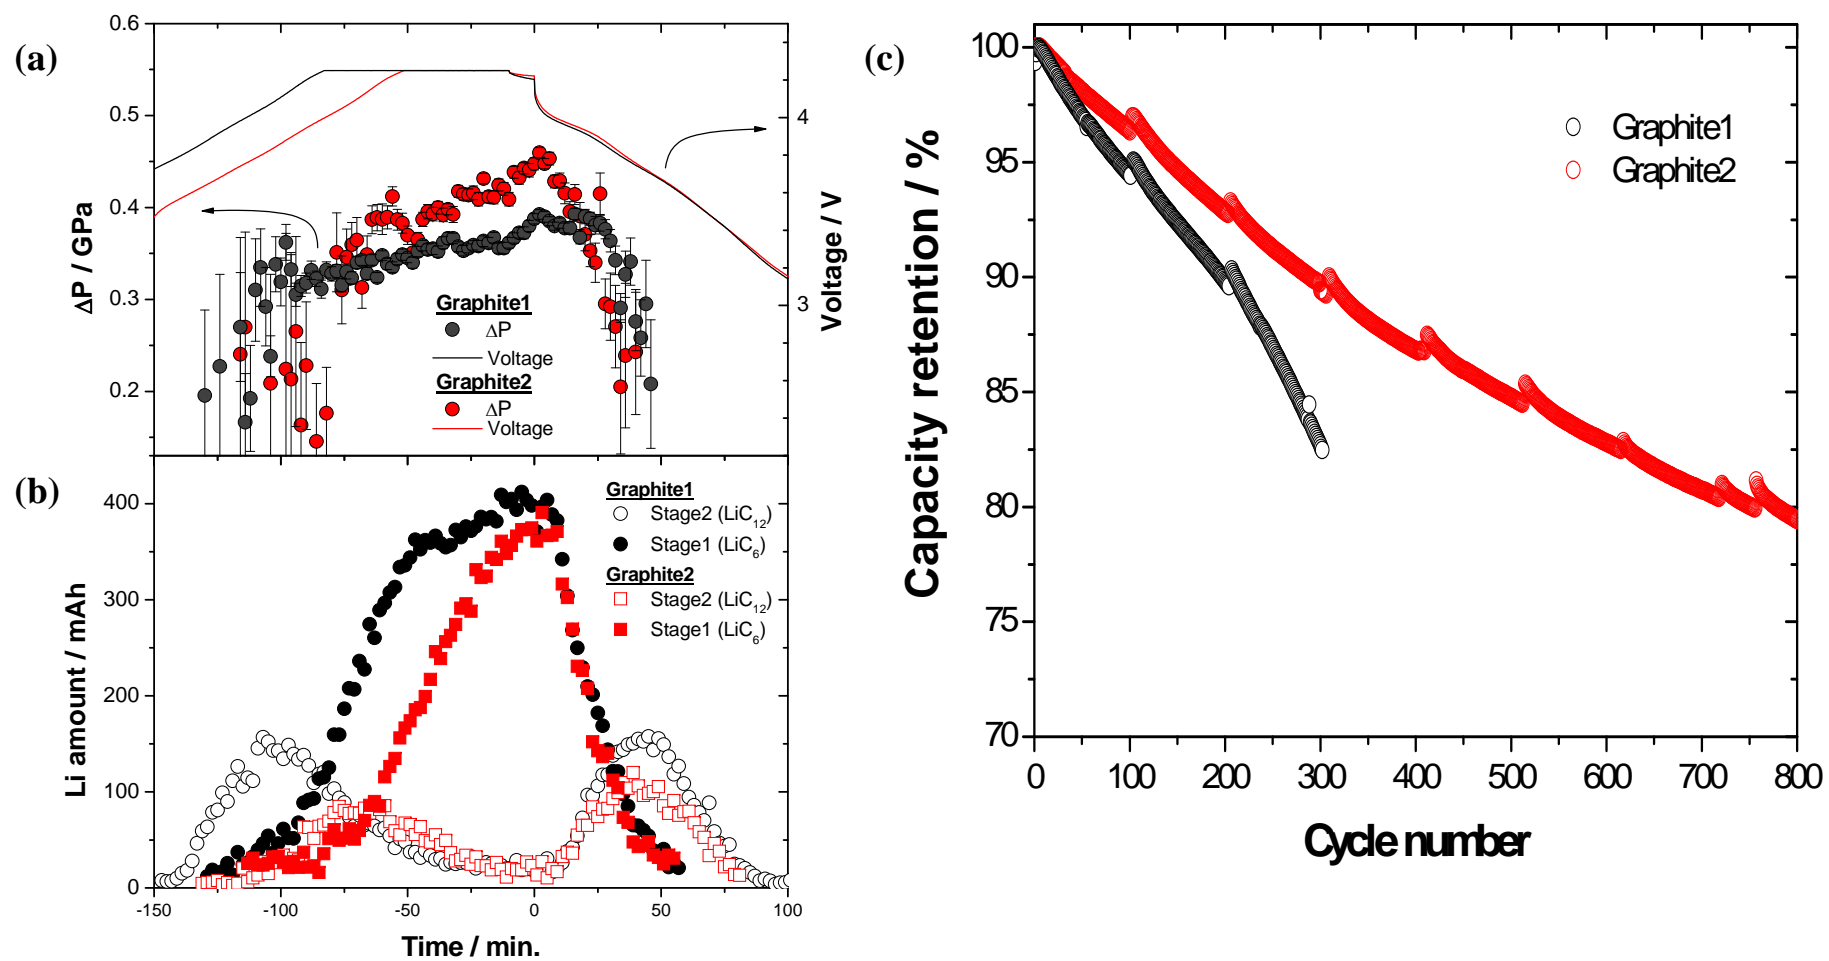 (a)
0.6
0.5
0.4
0.3
0.2
ΔP / GPa
4
3
Voltage / V
Graphite1
ΔP
Voltage
Graphite2
ΔP
Voltage
(b)
400
300
200
100
0
Li amount / mAh
Graphite1
Stage2 (LiC12)
Stage1 (LiC6)
Graphite2
Stage2 (LiC12)
Stage1 (LiC6)
-150 -100 -50 0 50 100
Time / min.
(c)
100
95
90
85
80
75
70
Capacity retention / %
Graphite1
Graphite2
0 100 200 300 400 500 600 700 800
Cycle number